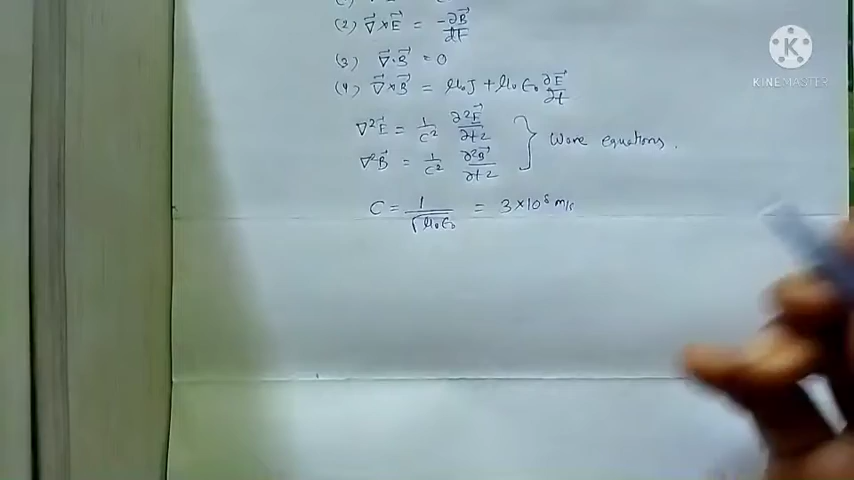 (2) ∇⃗×E⃗ = -∂B⃗/∂t
(3) ∇⃗·B⃗ = 0
(4) ∇⃗×B⃗ = μ₀J + μ₀ε₀ ∂E⃗/∂t
∇²E⃗ = 1/c² ∂²E⃗/∂t² } Wave equations.
∇²B⃗ = 1/c² ∂²B⃗/∂t²
C = 1/√μ₀ε₀ = 3×10⁸ m/s
K
KINEMASTER